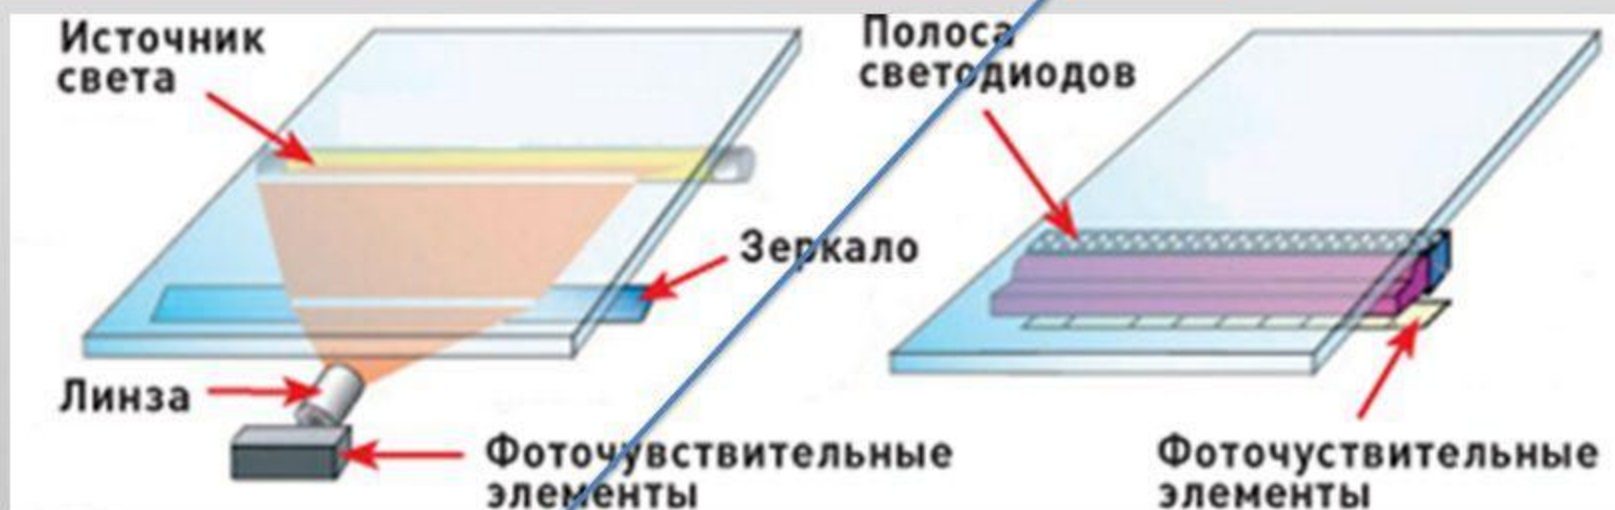 Источник
света
Зеркало
Линза
Фоточувствительные
элементы
Полоса
светодиодов
Фоточуствительные
элементы